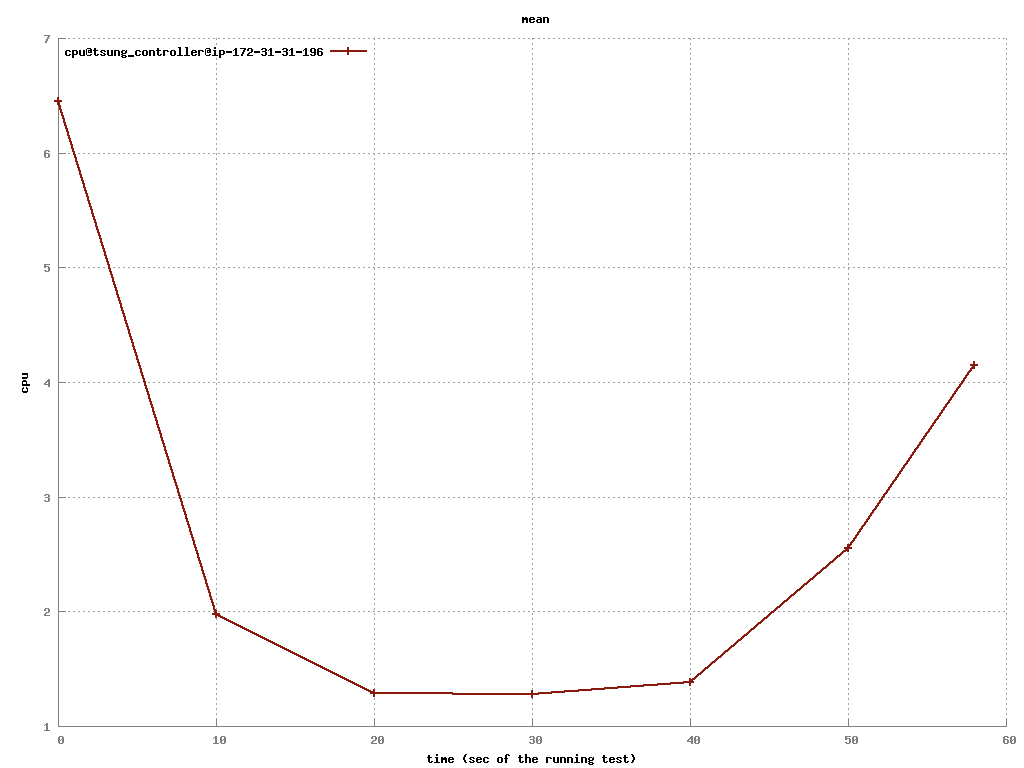 mean
7
cpu@tsung_controller@ip-172-31-31-196
6
5
4
cpu
3
2
1
0 10 20 30 40 50 60
time (sec of the running test)